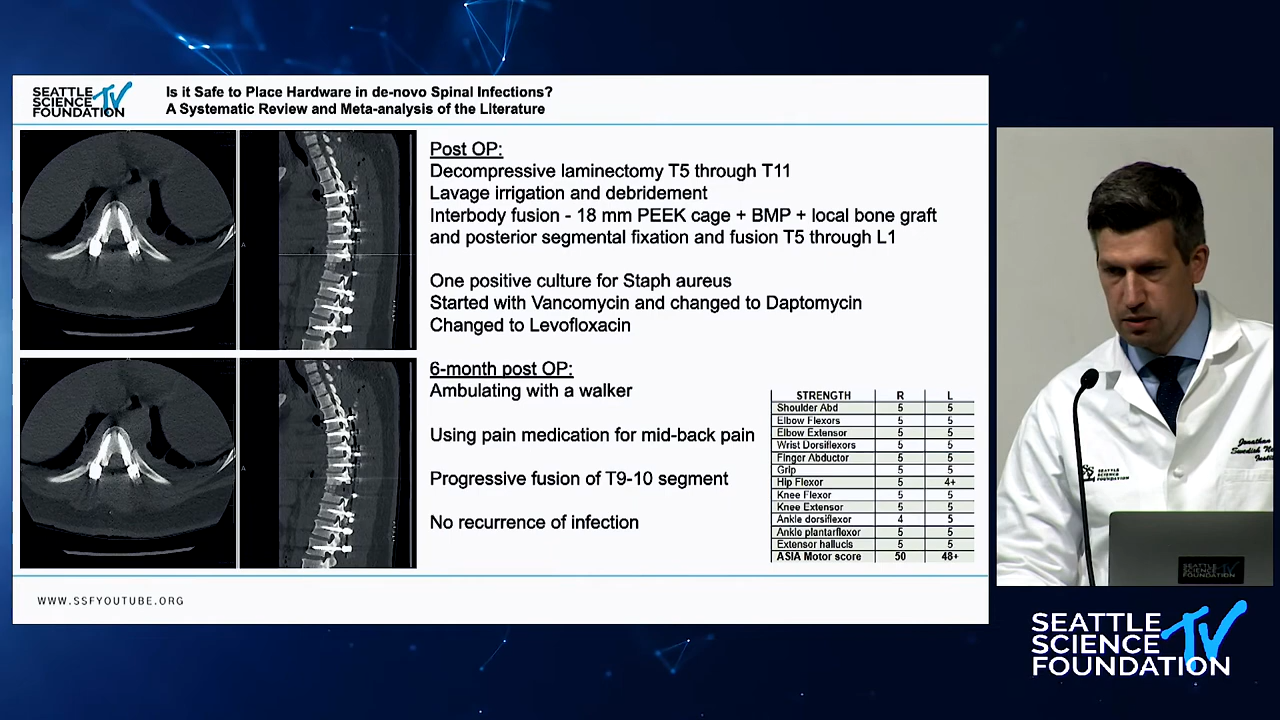 SEATTLE
SCIENCE TV
FOUNDATION
Is it Safe to Place Hardware in de-novo Spinal Infections?
A Systematic Review and Meta-analysis of the LIterature
Post OP:
Decompressive laminectomy T5 through T11
Lavage irrigation and debridement
Interbody fusion - 18 mm PEEK cage + BMP + local bone graft
and posterior segmental fixation and fusion T5 through L1
One positive culture for Staph aureus
Started with Vancomycin and changed to Daptomycin
Changed to Levofloxacin
6-month post OP:
Ambulating with a walker
Using pain medication for mid-back pain
Progressive fusion of T9-10 segment
No recurrence of infection
STRENGTH R L
Shoulder Abd 5 5
Elbow Flexors 5 5
Elbow Extensor 5 5
Wrist Dorsiflexors 5 5
Finger Abductor 5 5
Grip 5 5
Hip Flexor 5 4+
Knee Flexor 5 5
Knee Extensor 5 5
Ankle dorsiflexor 4 5
Ankle plantarflexor 5 5
Extensor hallucis 5 5
ASIA Motor score 50 48+
A
A
WWW.SSFYOUTUBE.ORG
Jonathan
Swedish
SEATTLE
SCIENCE
FOUNDATION
SEATTLE
SCIENCE TV
FOUNDATION
SEATTLE
SCIENCE TV
FOUNDATION